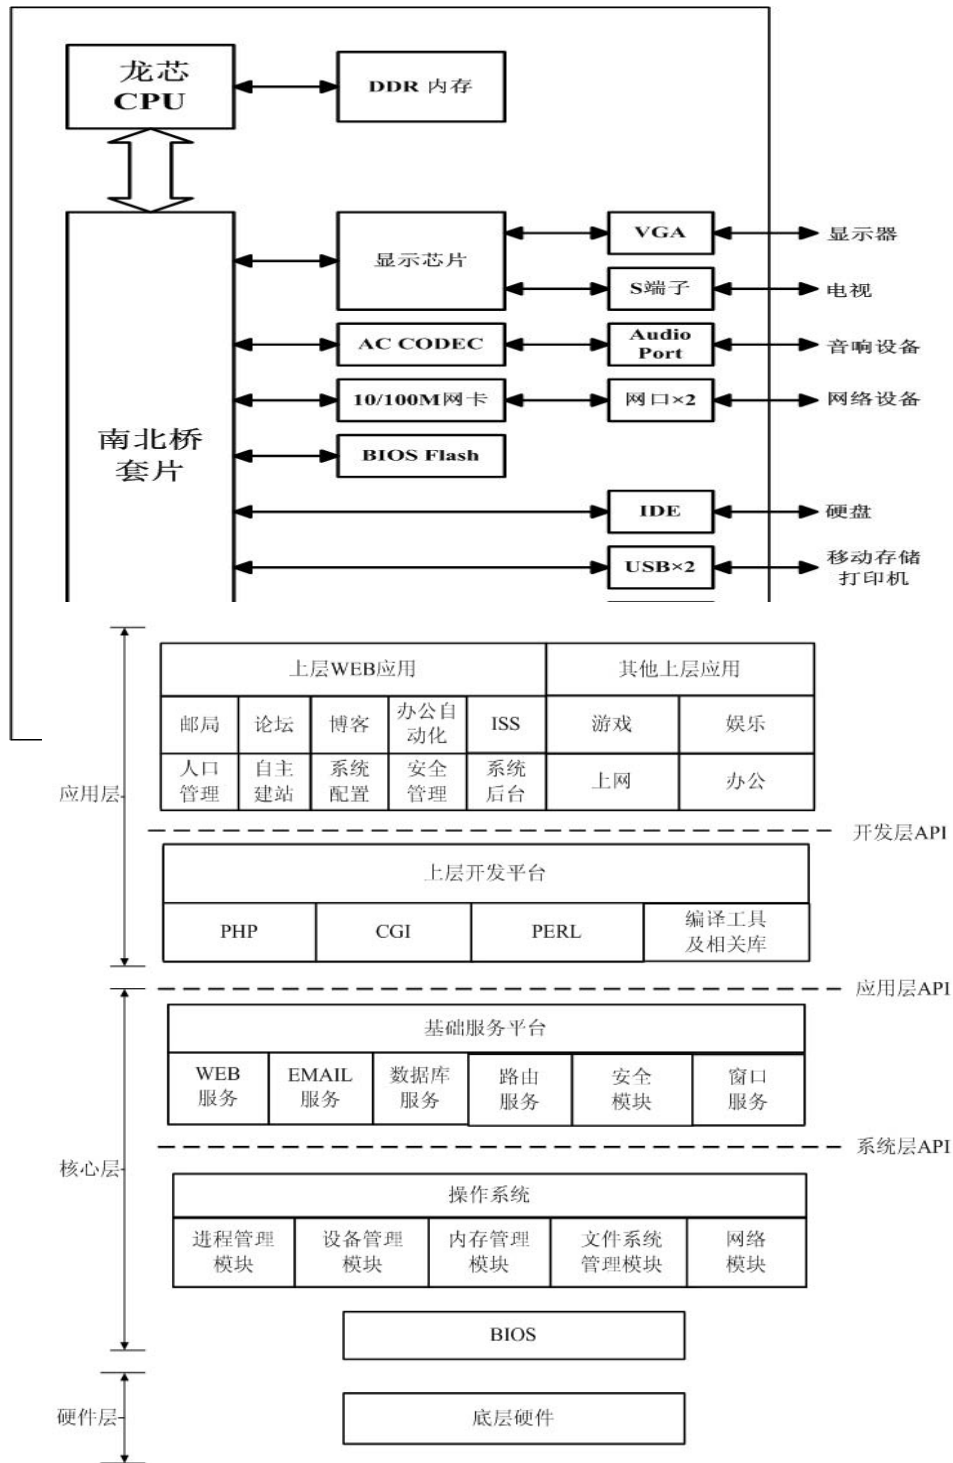 龙芯
CPU
DDR 内存
显示芯片
VGA
显示器
S端子
电视
AC CODEC
Audio
Port
音响设备
10/100M网卡
网口×2
网络设备
南北桥
套片
BIOS Flash
IDE
硬盘
USB×2
移动存储
打印机
上层WEB应用
其他上层应用
邮局
论坛
博客
办公自
动化
ISS
游戏
娱乐
人口
管理
自主
建站
系统
配置
安全
管理
系统
后台
上网
办公
应用层
开发层API
上层开发平台
PHP
CGI
PERL
编译工具
及相关库
应用层API
基础服务平台
WEB
服务
EMAIL
服务
数据库
服务
路由
服务
安全
模块
窗口
服务
系统层API
核心层
操作系统
进程管理
模块
设备管理
模块
内存管理
模块
文件系统
管理模块
网络
模块
BIOS
硬件层
底层硬件